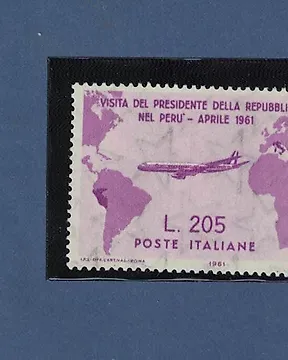 VISITA DEL PRESIDENTE DELLA REPUBBLI
NEL PERU' - APRILE 1961
L. 205
POSTE ITALIANE
1961